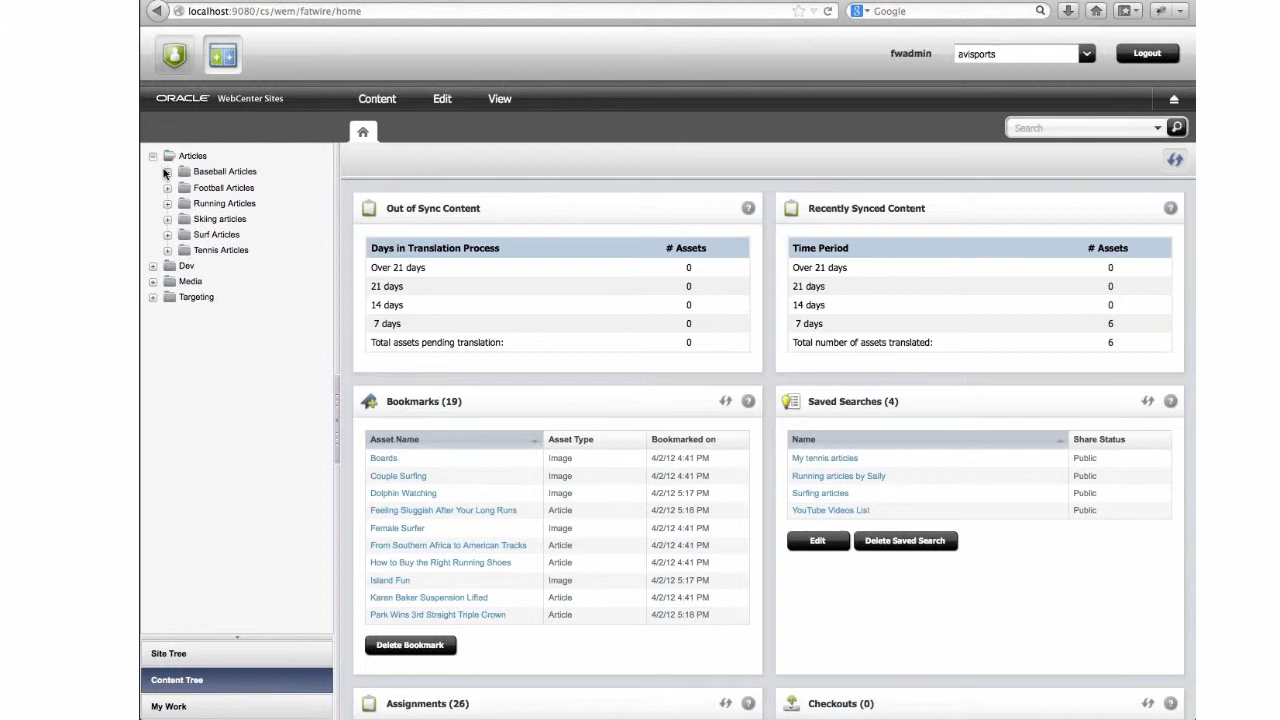 localhost:9080/cs/wem/fatwire/home
Google
fwadmin
avisports
Logout
ORACLE WebCenter Sites
Content Edit View
Search
Articles
Baseball Articles
Football Articles
Running Articles
Skiing articles
Surf Articles
Tennis Articles
Dev
Media
Targeting
Site Tree
Content Tree
My Work
Out of Sync Content
Days in Translation Process # Assets
Over 21 days 0
21 days 0
14 days 0
7 days 0
Total assets pending translation: 0
Recently Synced Content
Time Period # Assets
Over 21 days 0
21 days 0
14 days 0
7 days 6
Total number of assets translated: 6
Bookmarks (19)
Asset Name Asset Type Bookmarked on
Boards Image 4/2/12 4:41 PM
Couple Surfing Image 4/2/12 4:41 PM
Dolphin Watching Image 4/2/12 5:17 PM
Feeling Sluggish After Your Long Runs Article 4/2/12 5:18 PM
Female Surfer Image 4/2/12 4:41 PM
From Southern Africa to American Tracks Article 4/2/12 4:41 PM
How to Buy the Right Running Shoes Article 4/2/12 4:41 PM
Island Fun Image 4/2/12 5:17 PM
Karen Baker Suspension Lifted Article 4/2/12 4:41 PM
Park Wins 3rd Straight Triple Crown Article 4/2/12 5:18 PM
Delete Bookmark
Saved Searches (4)
Name Share Status
My tennis articles Public
Running articles by Sally Public
Surfing articles Public
YouTube Videos List Public
Edit Delete Saved Search
Assignments (26)
Checkouts (0)